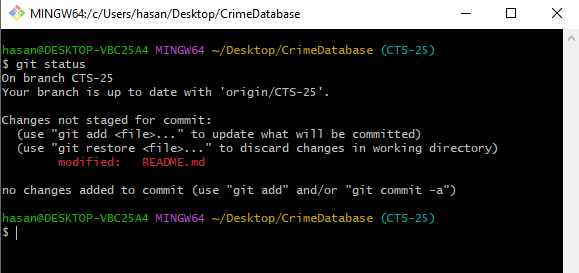 MINGW64:/c/Users/hasan/Desktop/CrimeDatabase
hasan@DESKTOP-VBC25A4 MINGW64 ~/Desktop/CrimeDatabase (CTS-25)
$ git status
On branch CTS-25
Your branch is up to date with 'origin/CTS-25'.
Changes not staged for commit:
(use "git add <file>..." to update what will be committed)
(use "git restore <file>..." to discard changes in working directory)
modified: README.md
no changes added to commit (use "git add" and/or "git commit -a")
hasan@DESKTOP-VBC25A4 MINGW64 ~/Desktop/CrimeDatabase (CTS-25)
$